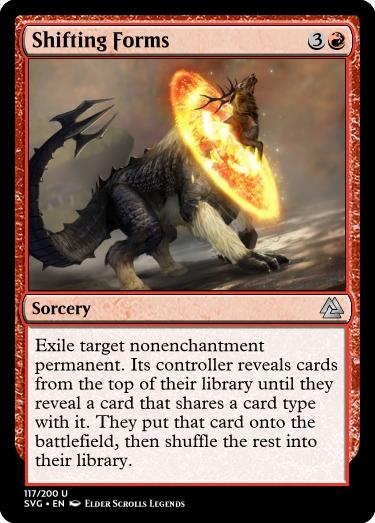 Shifting Forms 3
Sorcery
Exile target nonenchantment
permanent. Its controller reveals cards
from the top of their library until they
reveal a card that shares a card type
with it. They put that card onto the
battlefield, then shuffle the rest into
their library.
117/200 U
SVG • EN Elder Scrolls Legends